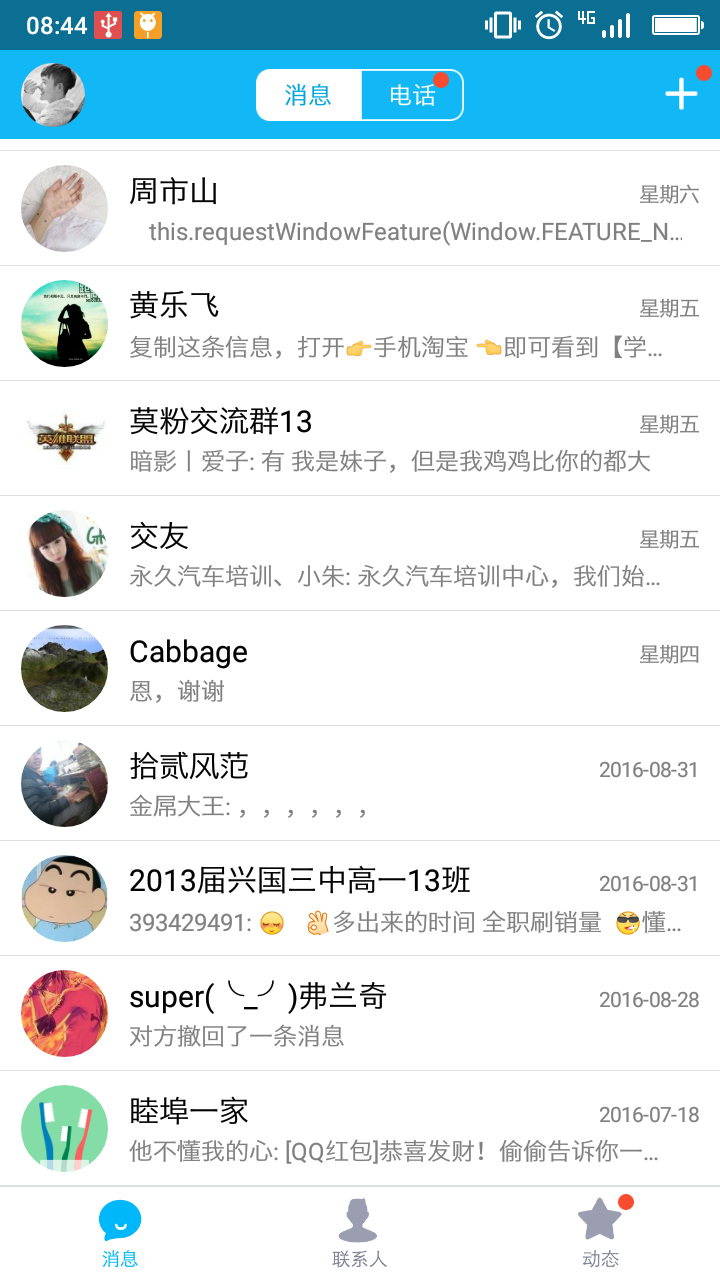 08:44
4G
消息
电话
周市山
星期六
this.requestWindowFeature(Window.FEATURE_N...
黄乐飞
星期五
复制这条信息，打开👉手机淘宝 👈即可看到【学...
莫粉交流群13
星期五
暗影丨爱子: 有 我是妹子，但是我鸡鸡比你的都大
英雄联盟
交友
星期五
永久汽车培训、小朱: 永久汽车培训中心，我们始...
Cabbage
星期四
恩，谢谢
拾贰风范
2016-08-31
金屌大王: ，，，，，，
2013届兴国三中高一13班
2016-08-31
393429491: 😊 👌多出来的时间 全职刷销量 😎懂...
super(╰_╯)弗兰奇
2016-08-28
对方撤回了一条消息
睦埠一家
2016-07-18
他不懂我的心: [QQ红包]恭喜发财！偷偷告诉你一...
消息
联系人
动态